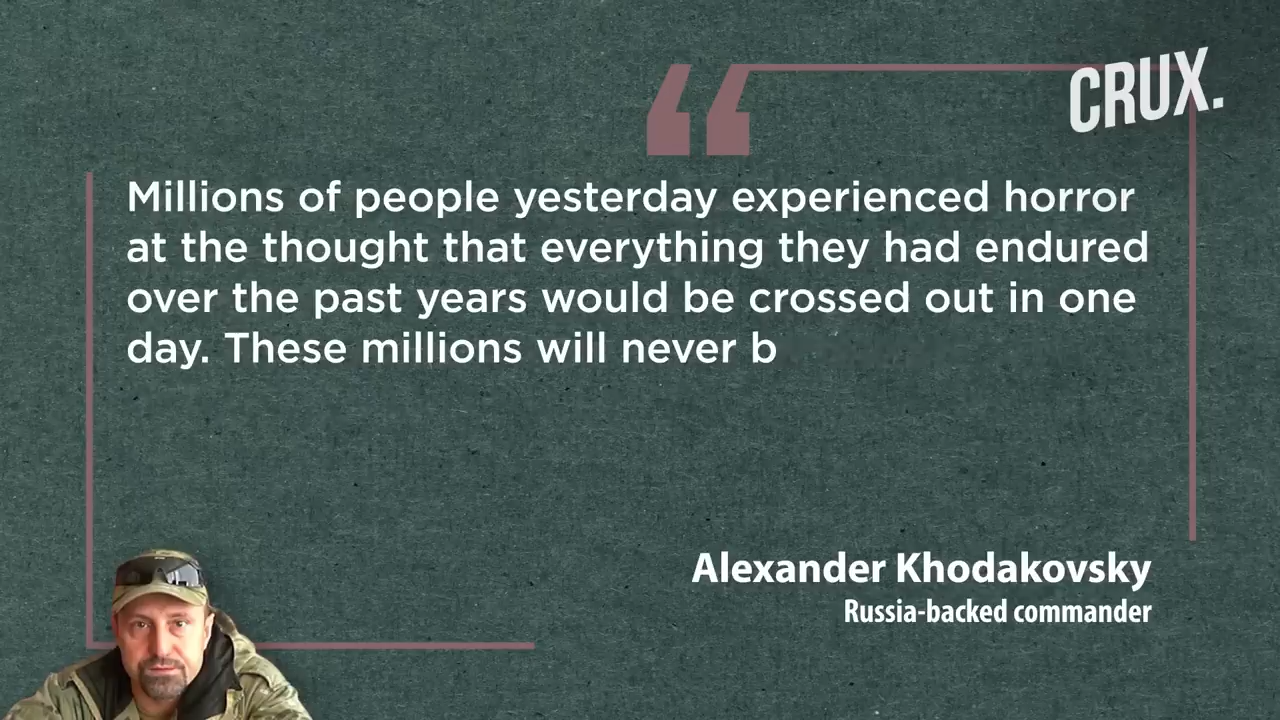 CRUX.
“
Millions of people yesterday experienced horror
at the thought that everything they had endured
over the past years would be crossed out in one
day. These millions will never b
Alexander Khodakovsky
Russia-backed commander